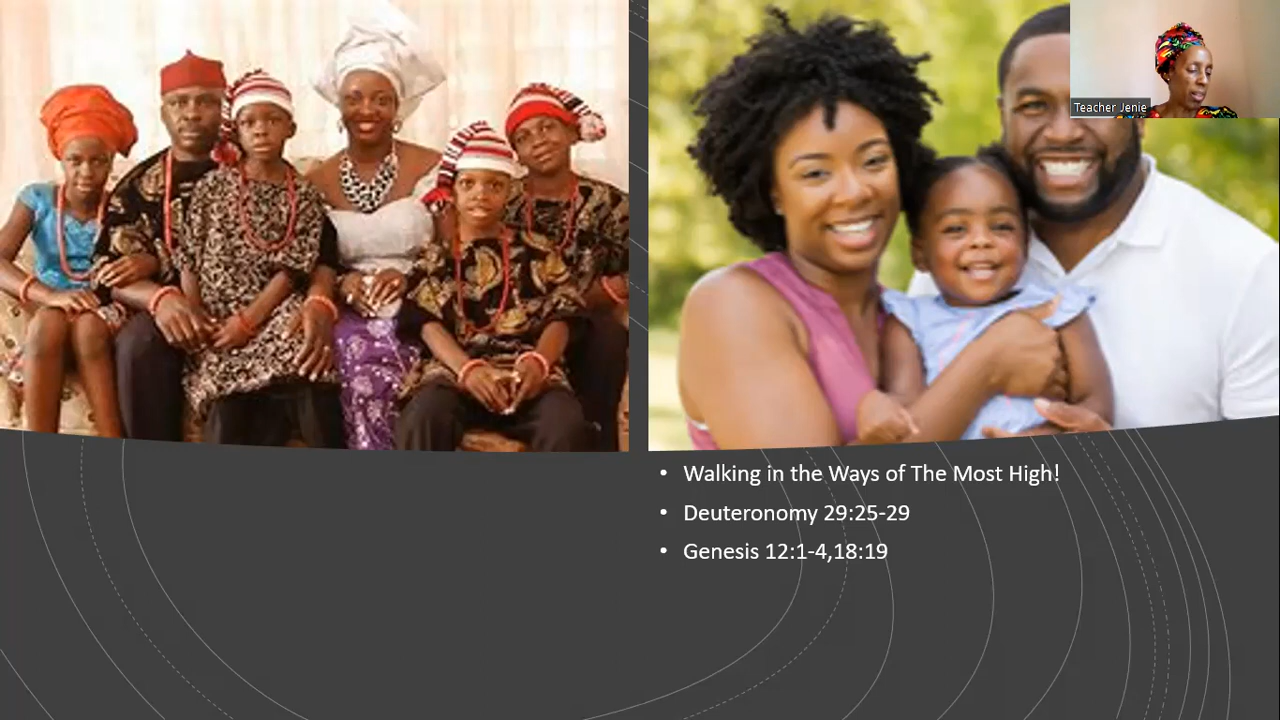 Teacher Jenie
• Walking in the Ways of The Most High!
• Deuteronomy 29:25-29
• Genesis 12:1-4,18:19